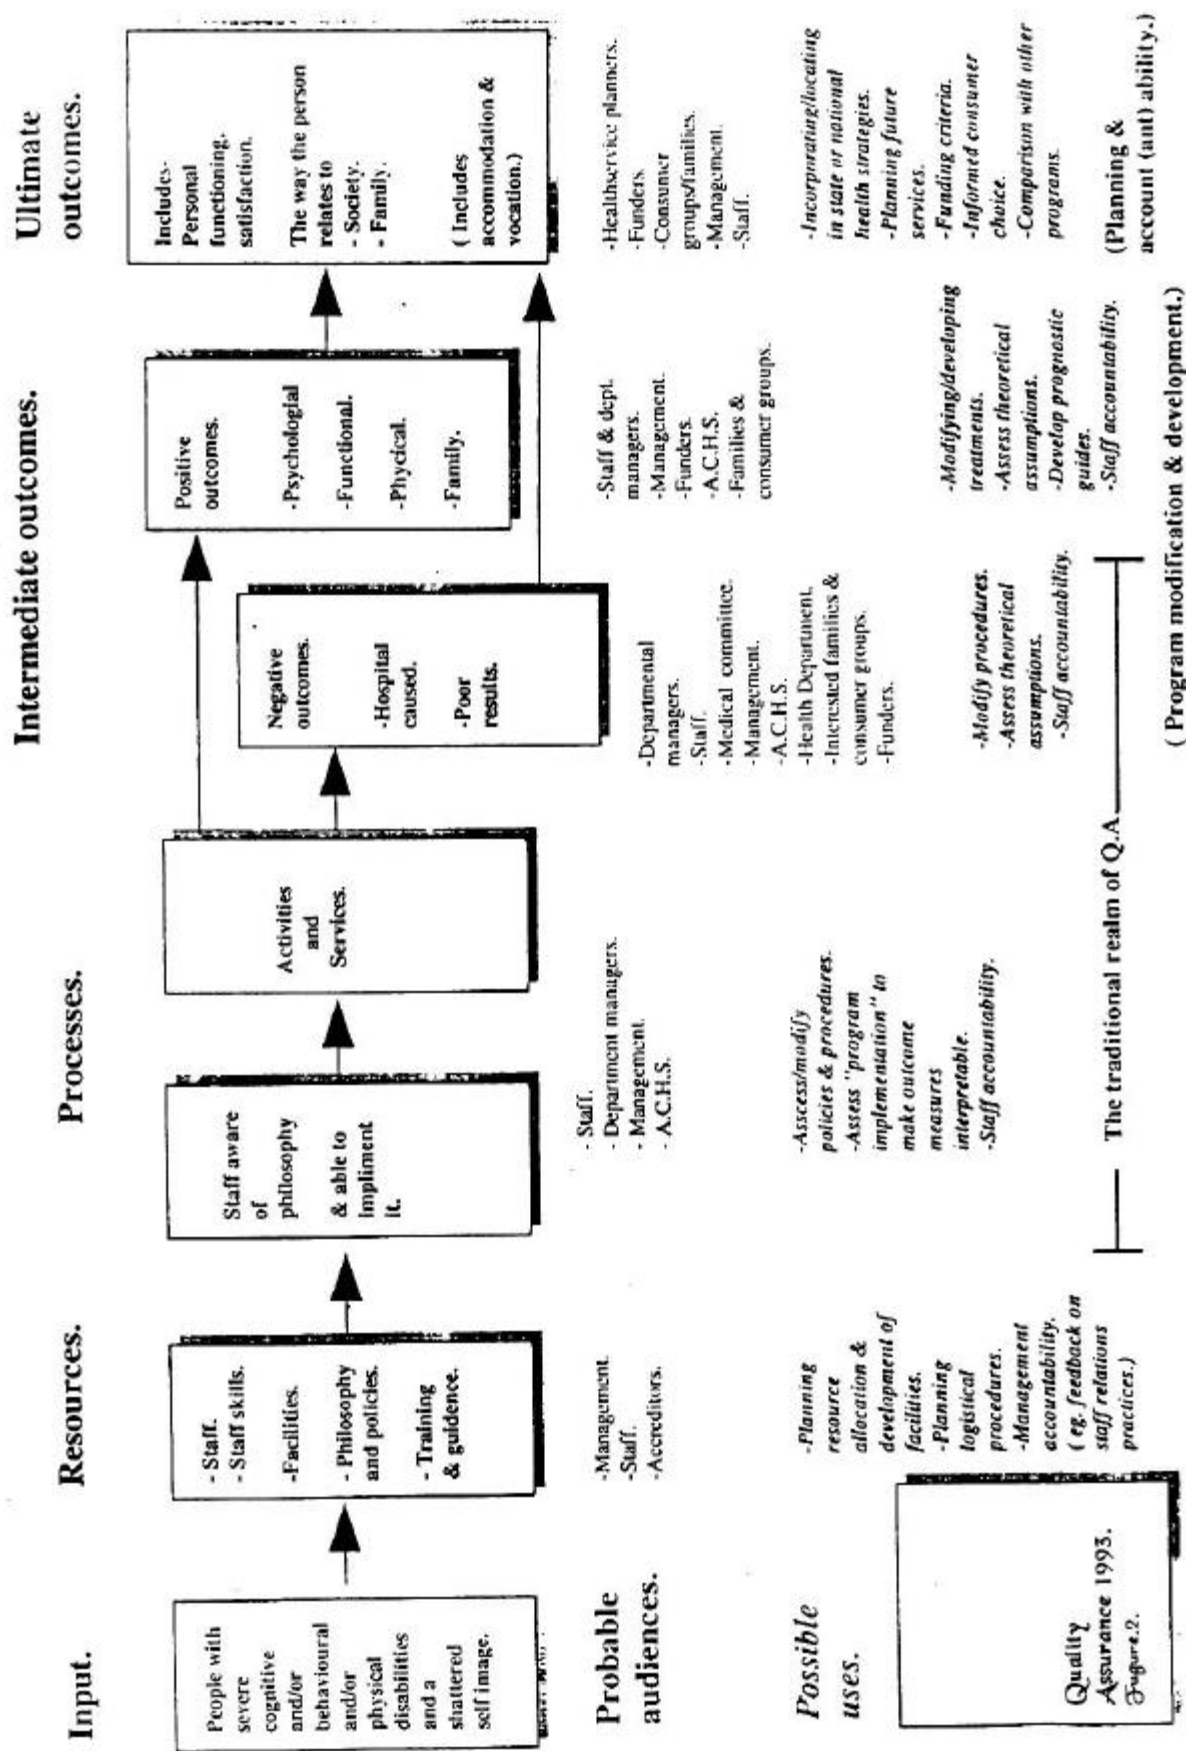 Input.
Resources.
Processes.
Intermediate outcomes.
Ultinate
outcomes.
People with
severe
cognitive
and/or
behavioural
and/or
physical
disabilities
and a
shattered
self image.
- Staff.
- Staff skills.
-Facilities.
- Philosophy
and policies.
- Training
& guidence.
Staff aware
of
philosophy
& able to
impliment
it.
Activities
and
Services.
Negative
outcomes.
-Hospital
caused.
-Poor
results.
Positive
outcomes.
-Psychologial
-Functional.
-Phycical.
-Family.
Includes-
Personal
functioning.
satisfaction.
The way the person
relates to
- Society.
- Family.
( Includes
accommodation &
vocation.)
Probable
audiences.
-Management.
-Staff.
-Accreditors.
- Staff.
- Department managers.
- Management.
- A.C.H.S.
-Departmental
managers.
-Staff.
-Medical committee.
-Management.
-A.C.H.S.
-Health Department.
-Interested families &
consumer groups.
-Funders.
-Staff & dept.
managers.
-Management.
-Funders.
-A.C.H.S.
-Families &
consumer groups.
-Healthservice planners.
-Funders.
-Consumer
groups/families.
-Management.
-Staff.
Possible
uses.
-Planning
resource
allocation &
development of
facilities.
-Planning
logistical
procedures.
-Management
accountability.
( eg. feedback on
staff relations
practices.)
-Asscess/modify
policies & procedures.
-Assess "program
implementation" to
make outcome
measures
interpretable.
-Staff accountability.
-Modify procedures.
-Assess theoretical
assumptions.
-Staff accountability.
-Modifying/developing
treatments.
-Assess theoretical
assumptions.
-Develop prognostic
guides.
-Staff accountability.
-Incorporating/locating
in state or national
health strategies.
-Planning future
services.
-Funding criteria.
-Informed consumer
choice.
-Comparison with other
programs.
The traditional realm of Q.A.
(Planning &
account (ant) ability.)
( Program modification & development.)
Quality
Assurance 1993.
Fugure.2.